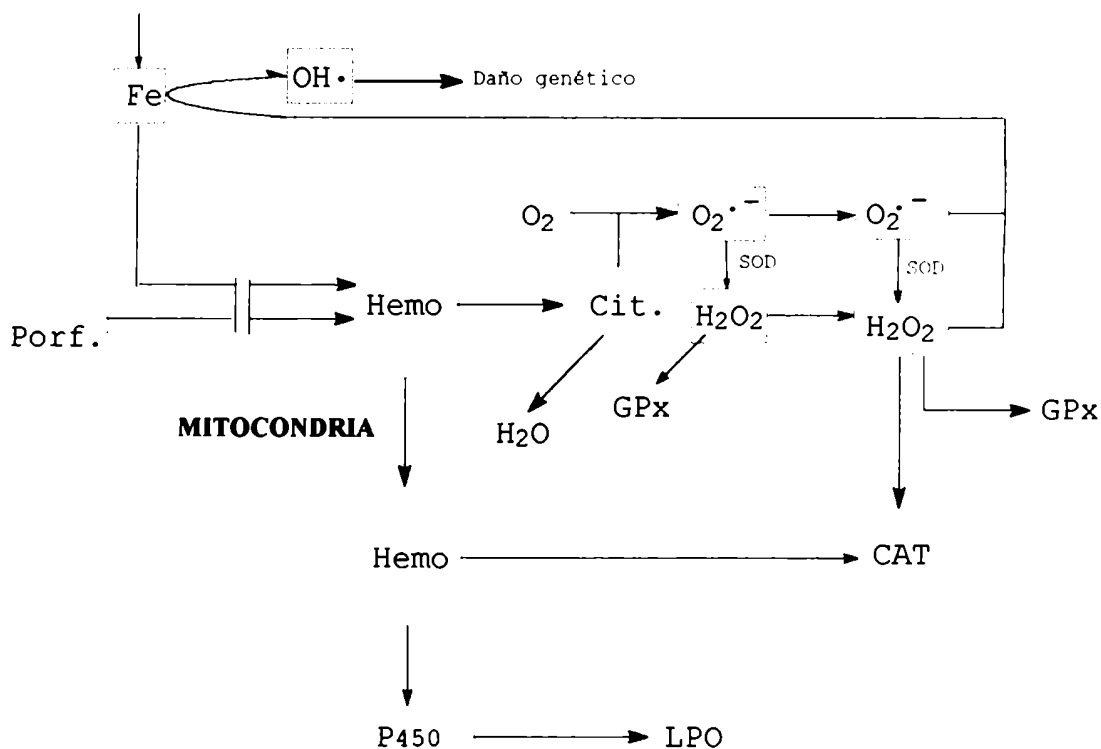 Fe
OH·
Daño genético
O₂
O₂·⁻
O₂·⁻
SOD
SOD
Porf.
Hemo
Cit.
H₂O₂
H₂O₂
MITOCONDRIA
H₂O
GPx
GPx
Hemo
CAT
P450
LPO